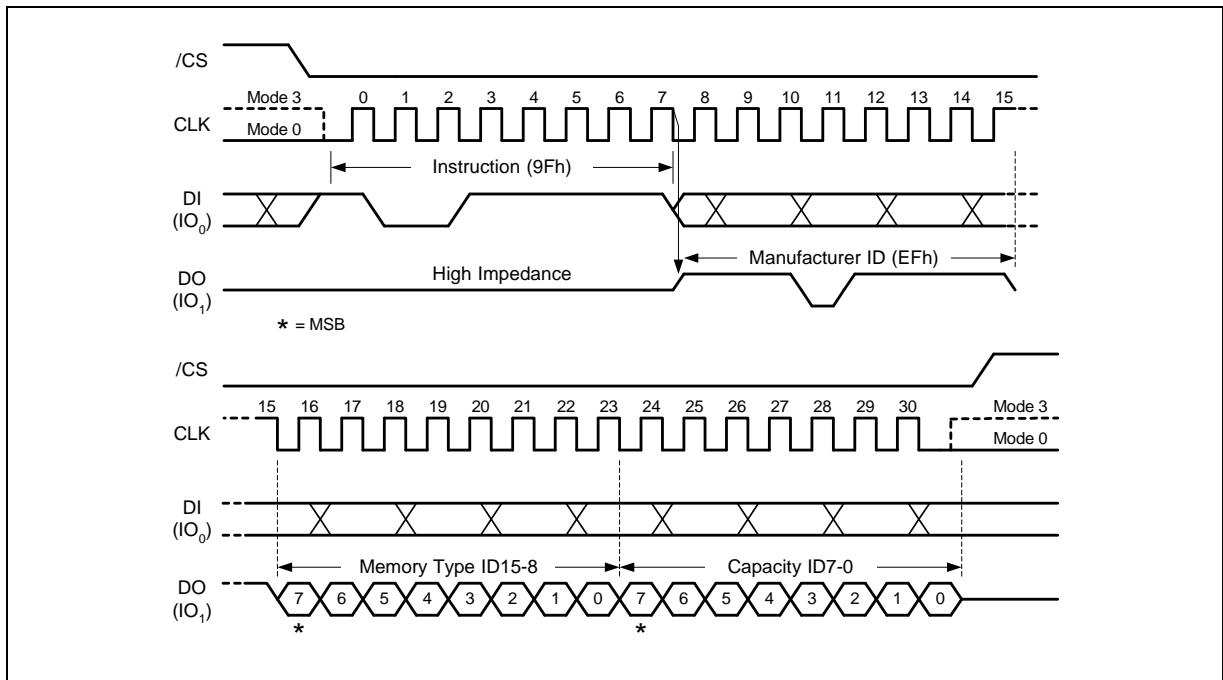 /CS
Mode 3 0 1 2 3 4 5 6 7 8 9 10 11 12 13 14 15
CLK
Mode 0
Instruction (9Fh)
DI
(IO0)
Manufacturer ID (EFh)
High Impedance
DO
(IO1)
* = MSB
/CS
15 16 17 18 19 20 21 22 23 24 25 26 27 28 29 30 Mode 3
CLK
Mode 0
DI
(IO0)
Memory Type ID15-8 Capacity ID7-0
DO
(IO1)
7 6 5 4 3 2 1 0 7 6 5 4 3 2 1 0
* *